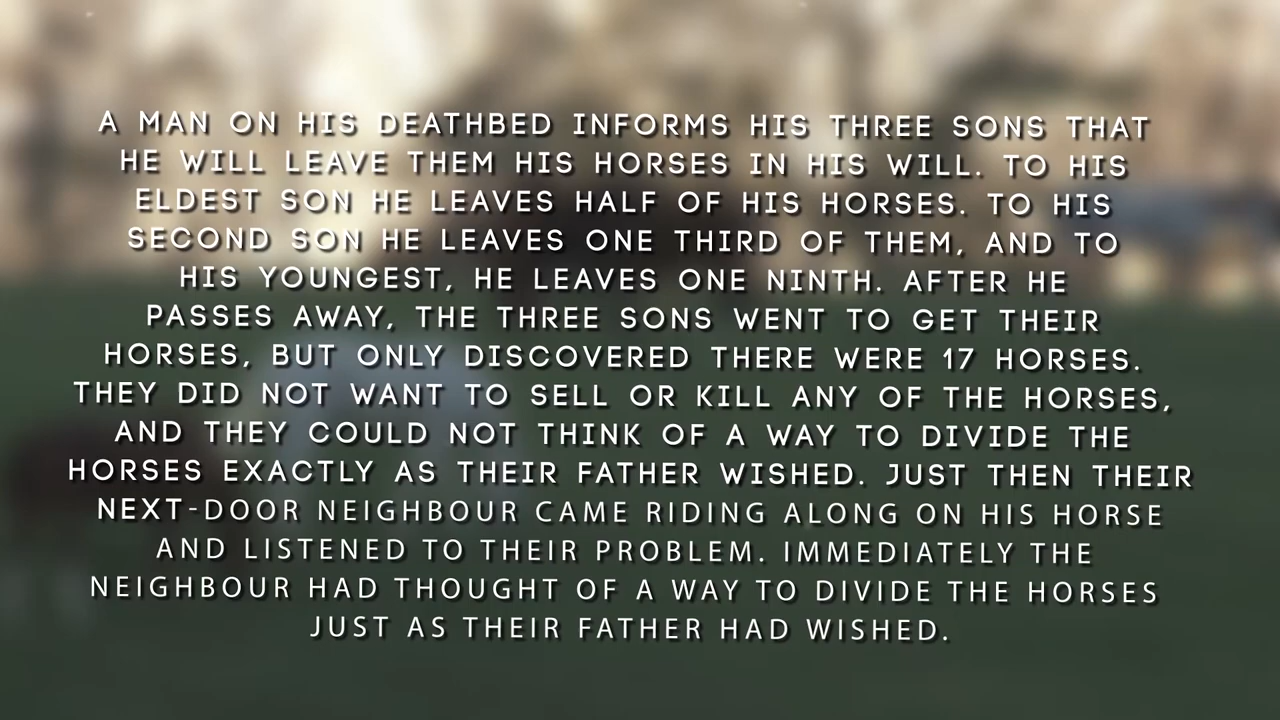 A MAN ON HIS DEATHBED INFORMS HIS THREE SONS THAT
HE WILL LEAVE THEM HIS HORSES IN HIS WILL. TO HIS
ELDEST SON HE LEAVES HALF OF HIS HORSES. TO HIS
SECOND SON HE LEAVES ONE THIRD OF THEM, AND TO
HIS YOUNGEST, HE LEAVES ONE NINTH. AFTER HE
PASSES AWAY, THE THREE SONS WENT TO GET THEIR
HORSES, BUT ONLY DISCOVERED THERE WERE 17 HORSES.
THEY DID NOT WANT TO SELL OR KILL ANY OF THE HORSES,
AND THEY COULD NOT THINK OF A WAY TO DIVIDE THE
HORSES EXACTLY AS THEIR FATHER WISHED. JUST THEN THEIR
NEXT-DOOR NEIGHBOUR CAME RIDING ALONG ON HIS HORSE
AND LISTENED TO THEIR PROBLEM. IMMEDIATELY THE
NEIGHBOUR HAD THOUGHT OF A WAY TO DIVIDE THE HORSES
JUST AS THEIR FATHER HAD WISHED.